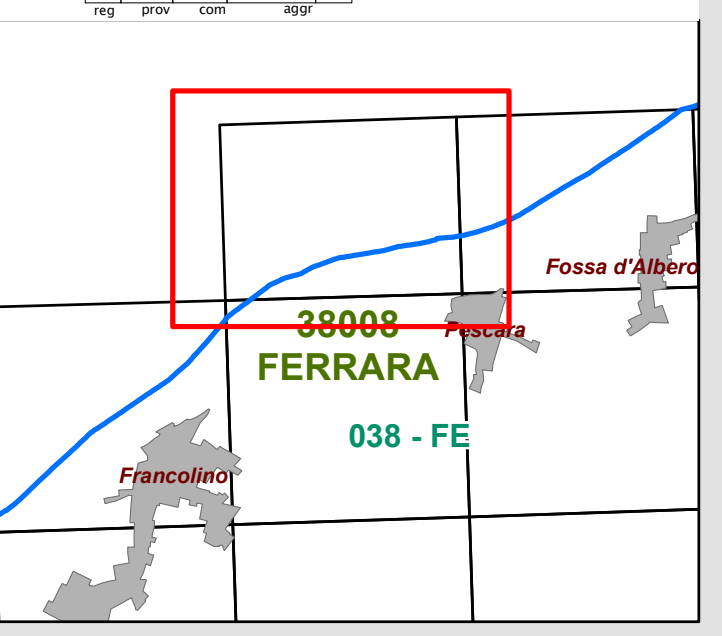 reg prov com aggr
Fossa d'Albero
38008
Pescara
FERRARA
038 - FE
Francolino